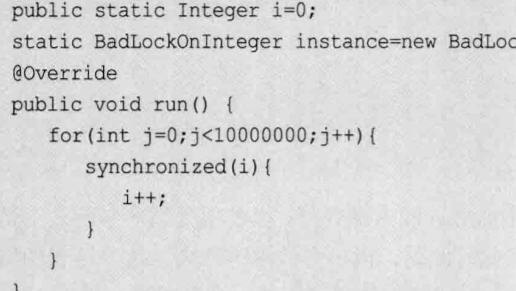 public static Integer i=0;
static BadLockOnInteger instance=new BadLoc
@Override
public void run() {
for(int j=0;j<10000000;j++){
synchronized(i){
i++;
}
}
}